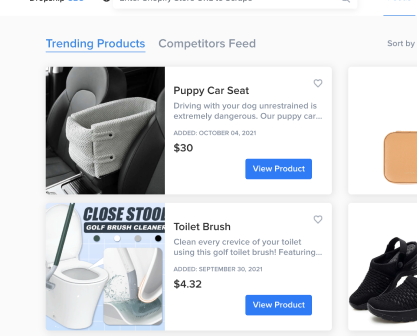 Trending Products
Competitors Feed
Sort by
Puppy Car Seat
Driving with your dog unrestrained is
extremely dangerous. Our puppy car...
ADDED: OCTOBER 04, 2021
$30
View Product
CLOSE STOOL
GOLF BRUSH CLEANER
Toilet Brush
Clean every crevice of your toilet
using this golf toilet brush! Featuring...
ADDED: SEPTEMBER 30, 2021
$4.32
View Product